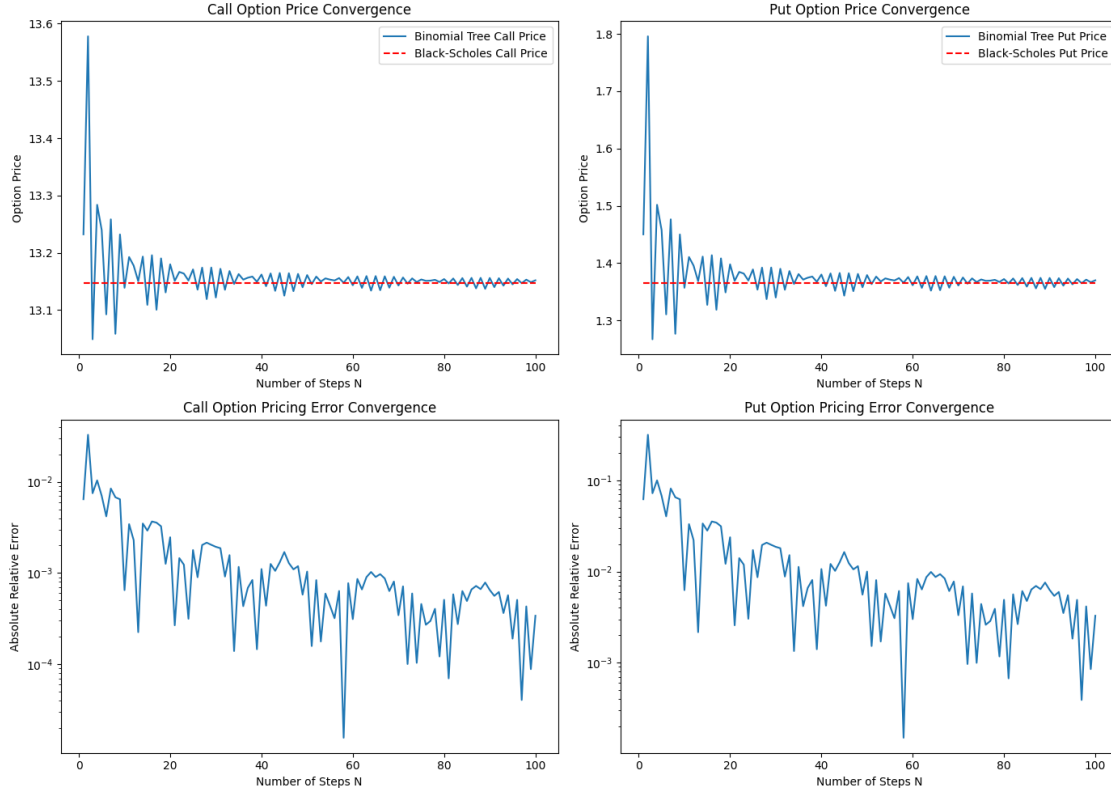 Call Option Price Convergence
13.6
13.5
13.4
13.3
13.2
13.1
Option Price
0
20
40
60
80
100
Number of Steps N
Binomial Tree Call Price
Black-Scholes Call Price
Put Option Price Convergence
1.8
1.7
1.6
1.5
1.4
1.3
Option Price
0
20
40
60
80
100
Number of Steps N
Binomial Tree Put Price
Black-Scholes Put Price
Call Option Pricing Error Convergence
10⁻²
10⁻³
10⁻⁴
Absolute Relative Error
0
20
40
60
80
100
Number of Steps N
Put Option Pricing Error Convergence
10⁻¹
10⁻²
10⁻³
Absolute Relative Error
0
20
40
60
80
100
Number of Steps N